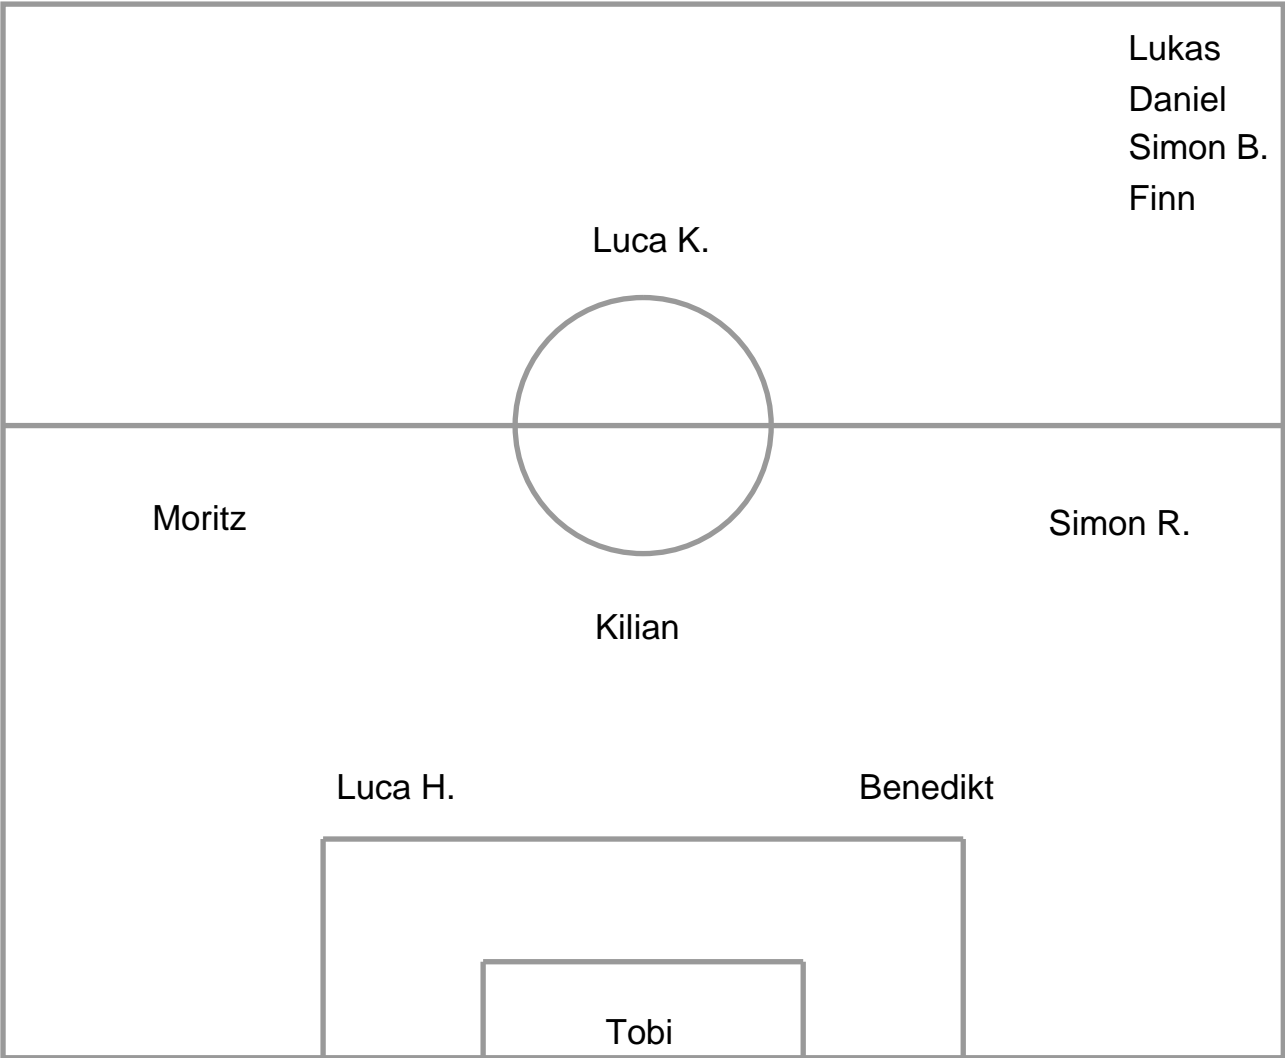 Lukas
Daniel
Simon B.
Finn
Luca K.
Moritz
Simon R.
Kilian
Luca H.
Benedikt
Tobi